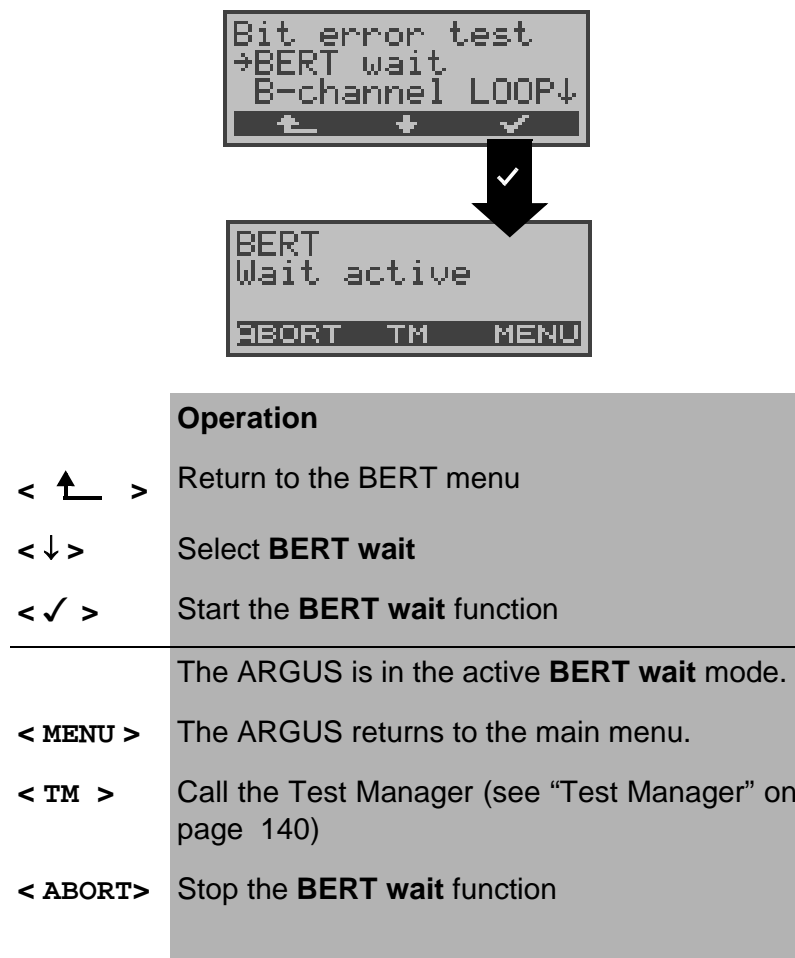 Bit error test
→BERT wait
B-channel LOOP↓
BERT
Wait active
ABORT TM MENU
Operation
< > Return to the BERT menu
<↓> Select BERT wait
<✓ > Start the BERT wait function
The ARGUS is in the active BERT wait mode.
< MENU > The ARGUS returns to the main menu.
< TM > Call the Test Manager (see “Test Manager” on
page 140)
< ABORT> Stop the BERT wait function